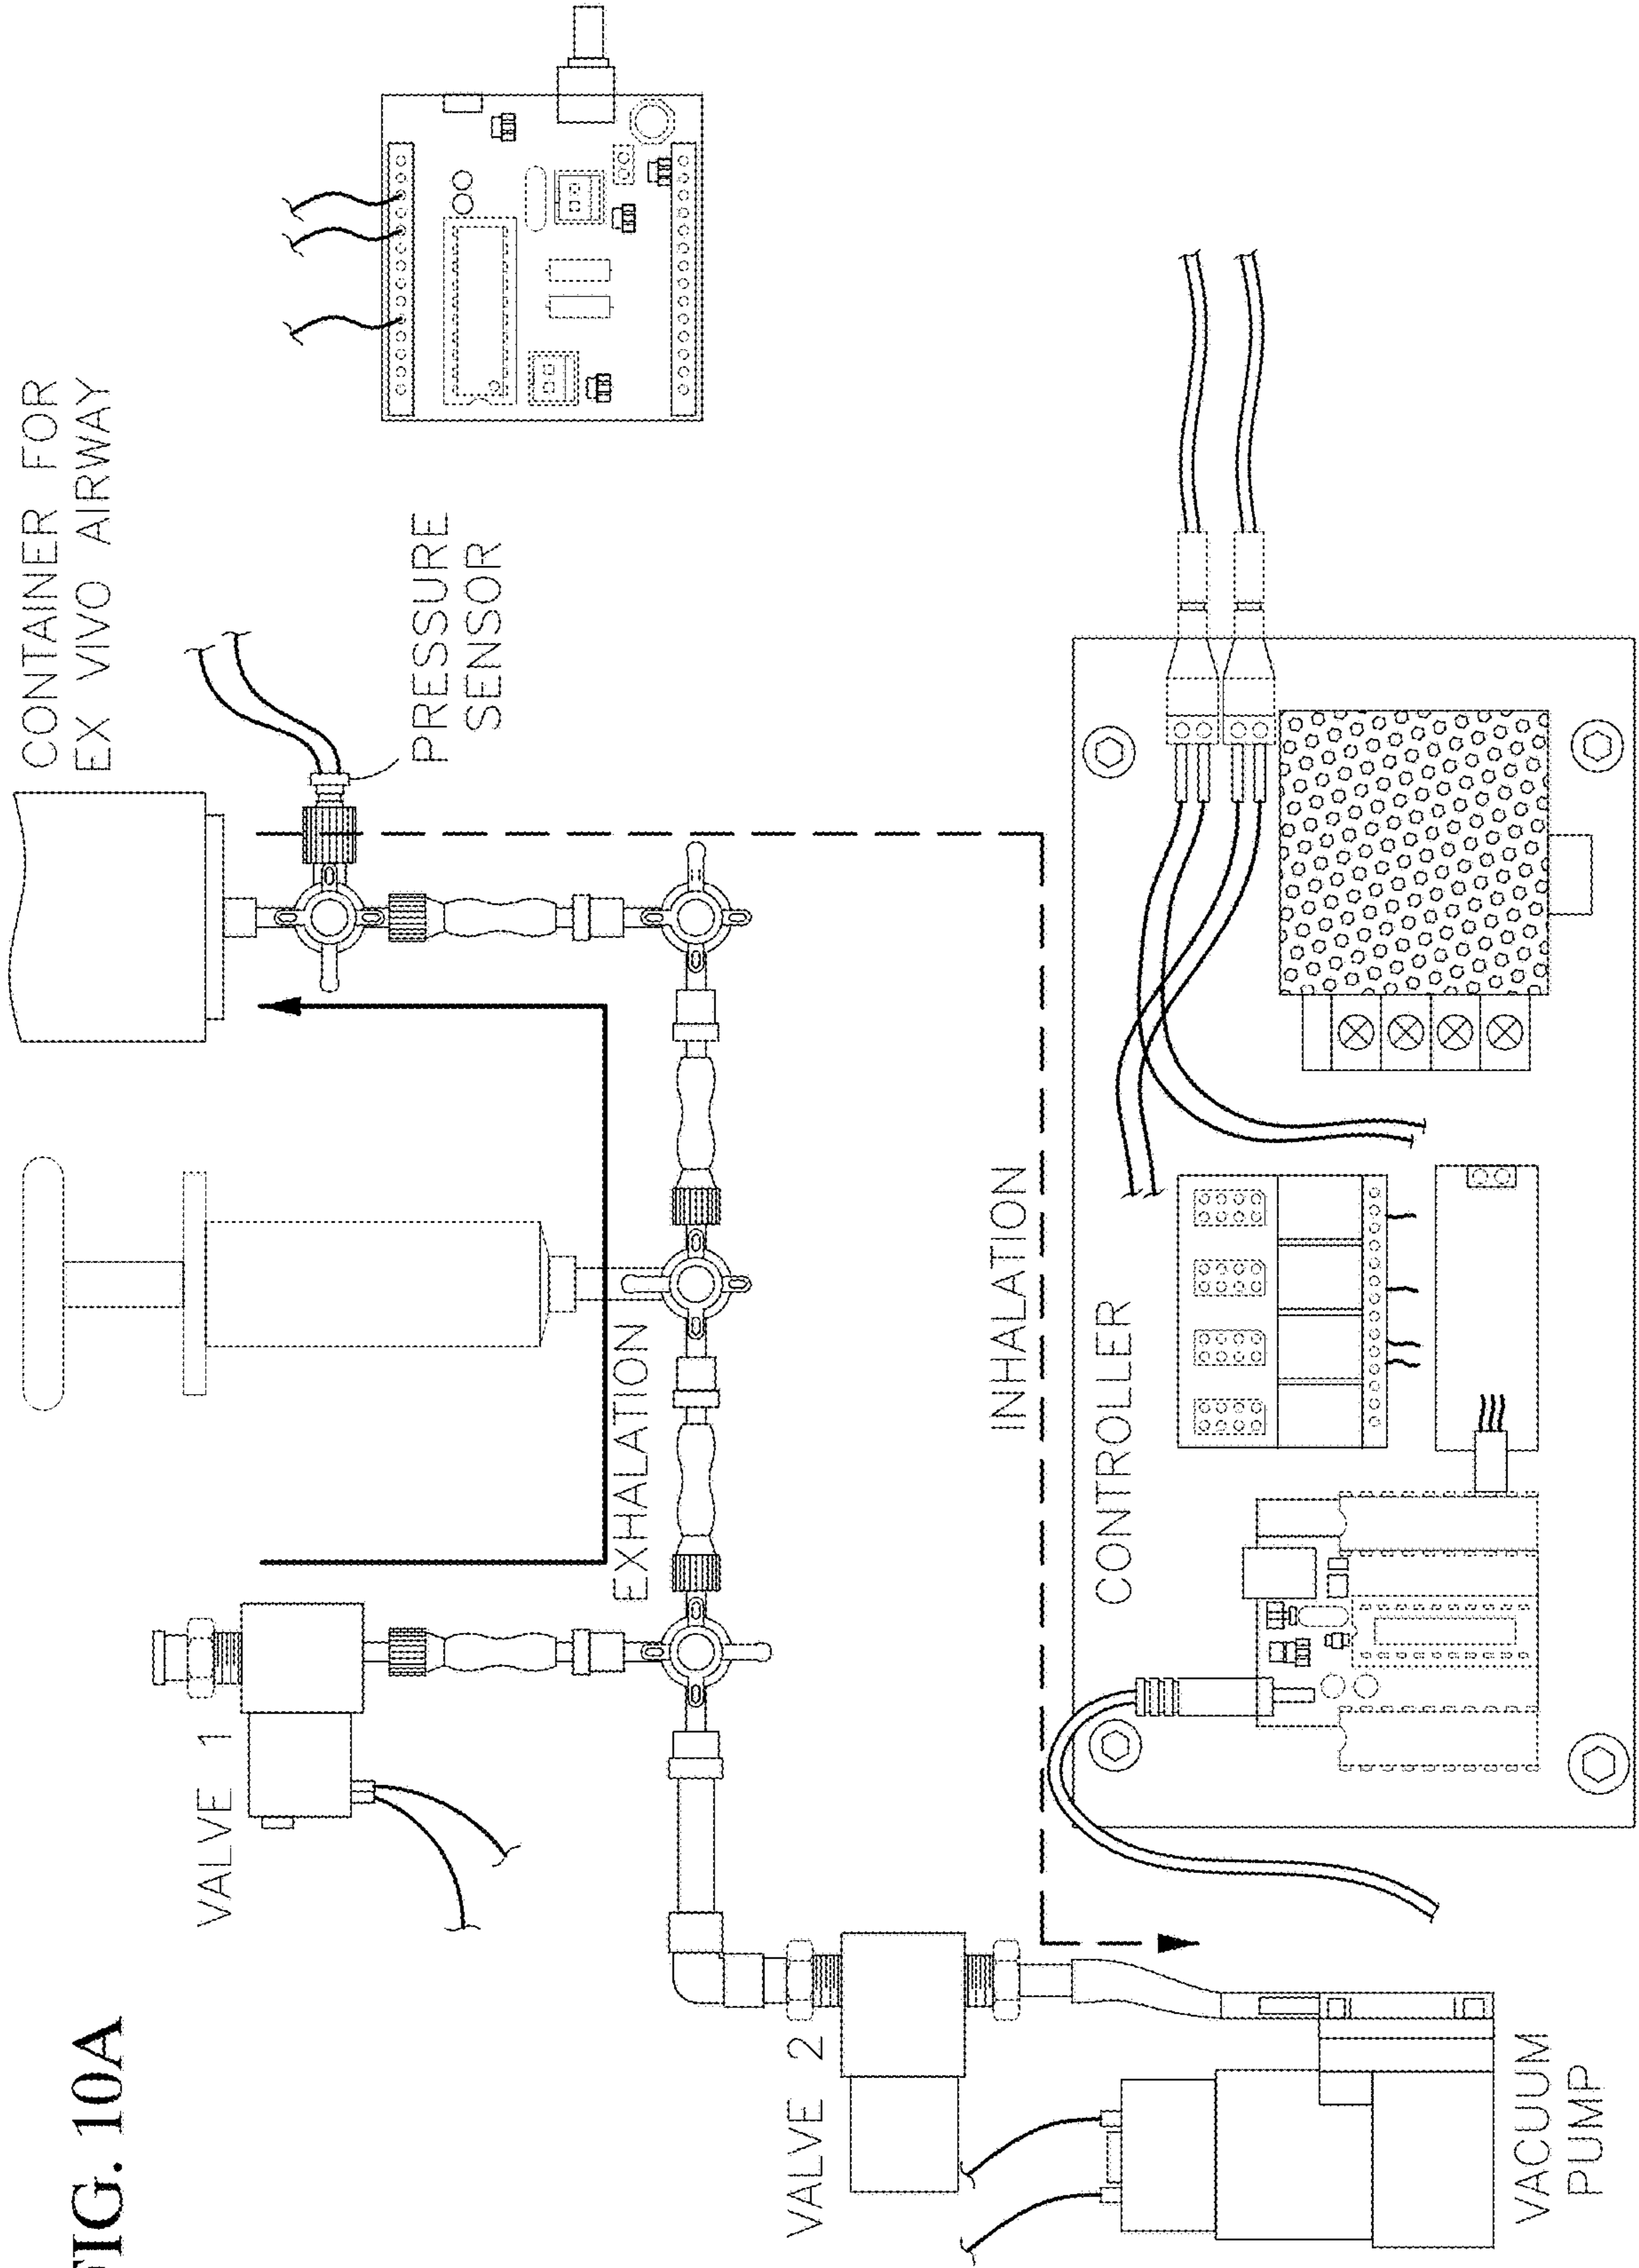 FIG. 10A
CONTAINER FOR
EX VIVO AIRWAY
PRESSURE
SENSOR
VALVE 1
EXHALATION
INHALATION
CONTROLLER
VALVE 2
VACUUM
PUMP